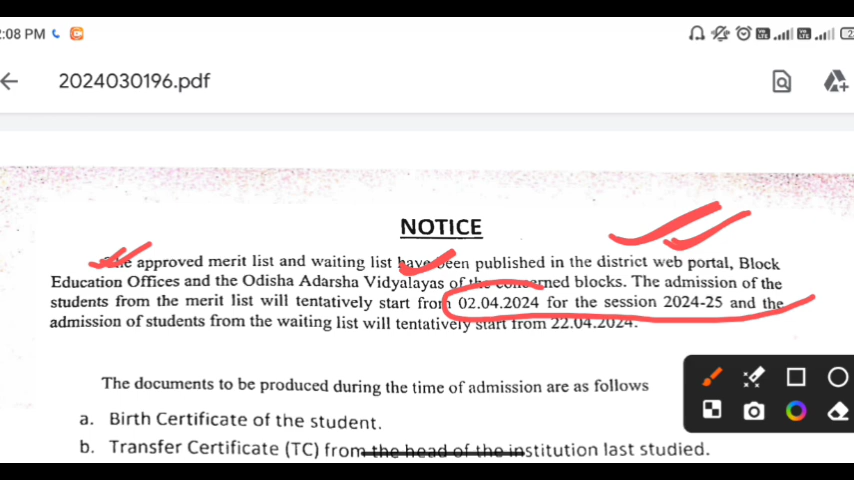 :08 PM
2024030196.pdf
NOTICE
The approved merit list and waiting list have been published in the district web portal, Block
Education Offices and the Odisha Adarsha Vidyalayas of the concerned blocks. The admission of the
students from the merit list will tentatively start from 02.04.2024 for the session 2024-25 and the
admission of students from the waiting list will tentatively start from 22.04.2024.
The documents to be produced during the time of admission are as follows
a. Birth Certificate of the student.
b. Transfer Certificate (TC) from the head of the institution last studied.